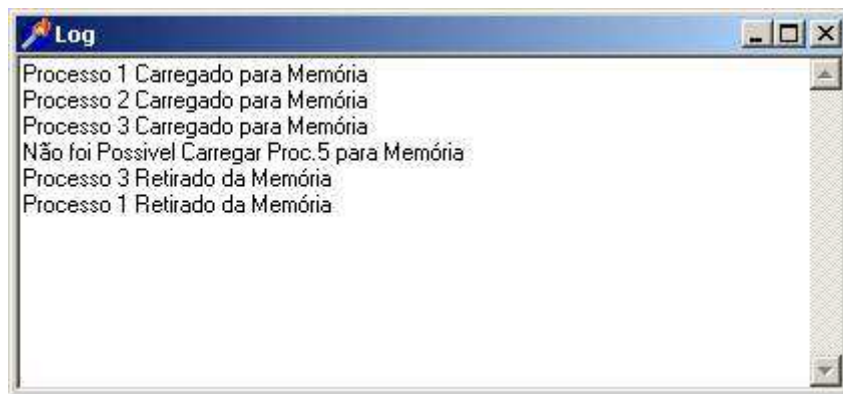 Log
Processo 1 Carregado para Memória
Processo 2 Carregado para Memória
Processo 3 Carregado para Memória
Não foi Possivel Carregar Proc.5 para Memória
Processo 3 Retirado da Memória
Processo 1 Retirado da Memória